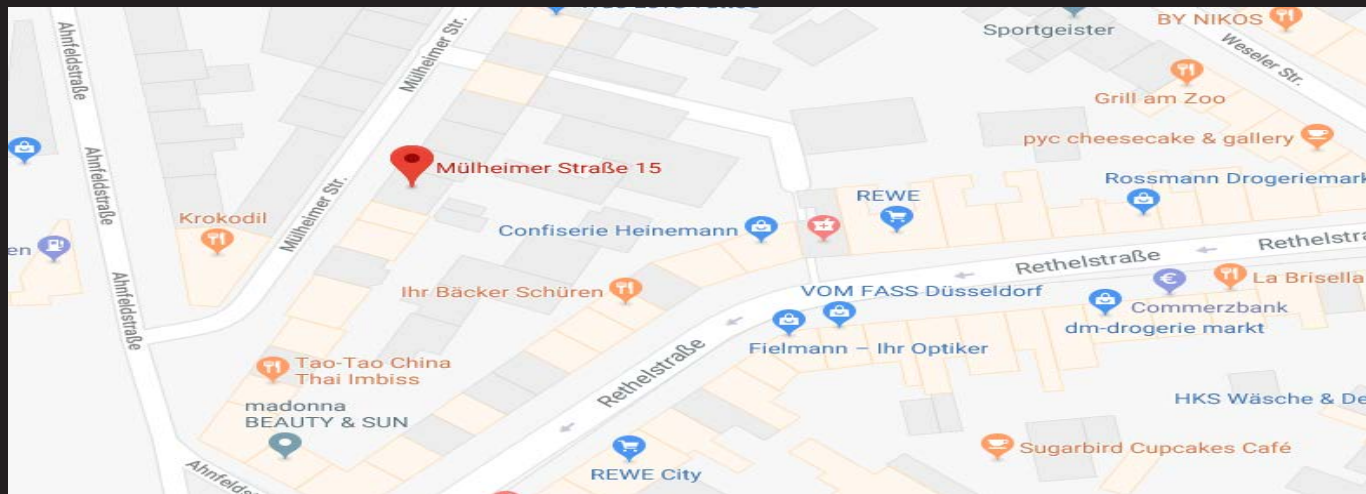 BY NIKOS
Sportgeister
Weseler Str.
Ahnfeldstraße
Mülheimer Str.
Grill am Zoo
pyc cheesecake & gallery
Ahnfeldstraße
Mülheimer Straße 15
Rossmann Drogeriemark
REWE
Mülheimer Str.
Krokodil
Confiserie Heinemann
en
Rethelstraße
Rethelstra
Ahnfeldstraße
Ihr Bäcker Schüren
VOM FASS Düsseldorf
La Brisella
Commerzbank
dm-drogerie markt
Fielmann – Ihr Optiker
Tao-Tao China
Thai Imbiss
Rethelstraße
madonna
BEAUTY & SUN
HKS Wäsche & De
Sugarbird Cupcakes Café
REWE City
Ahnfelds